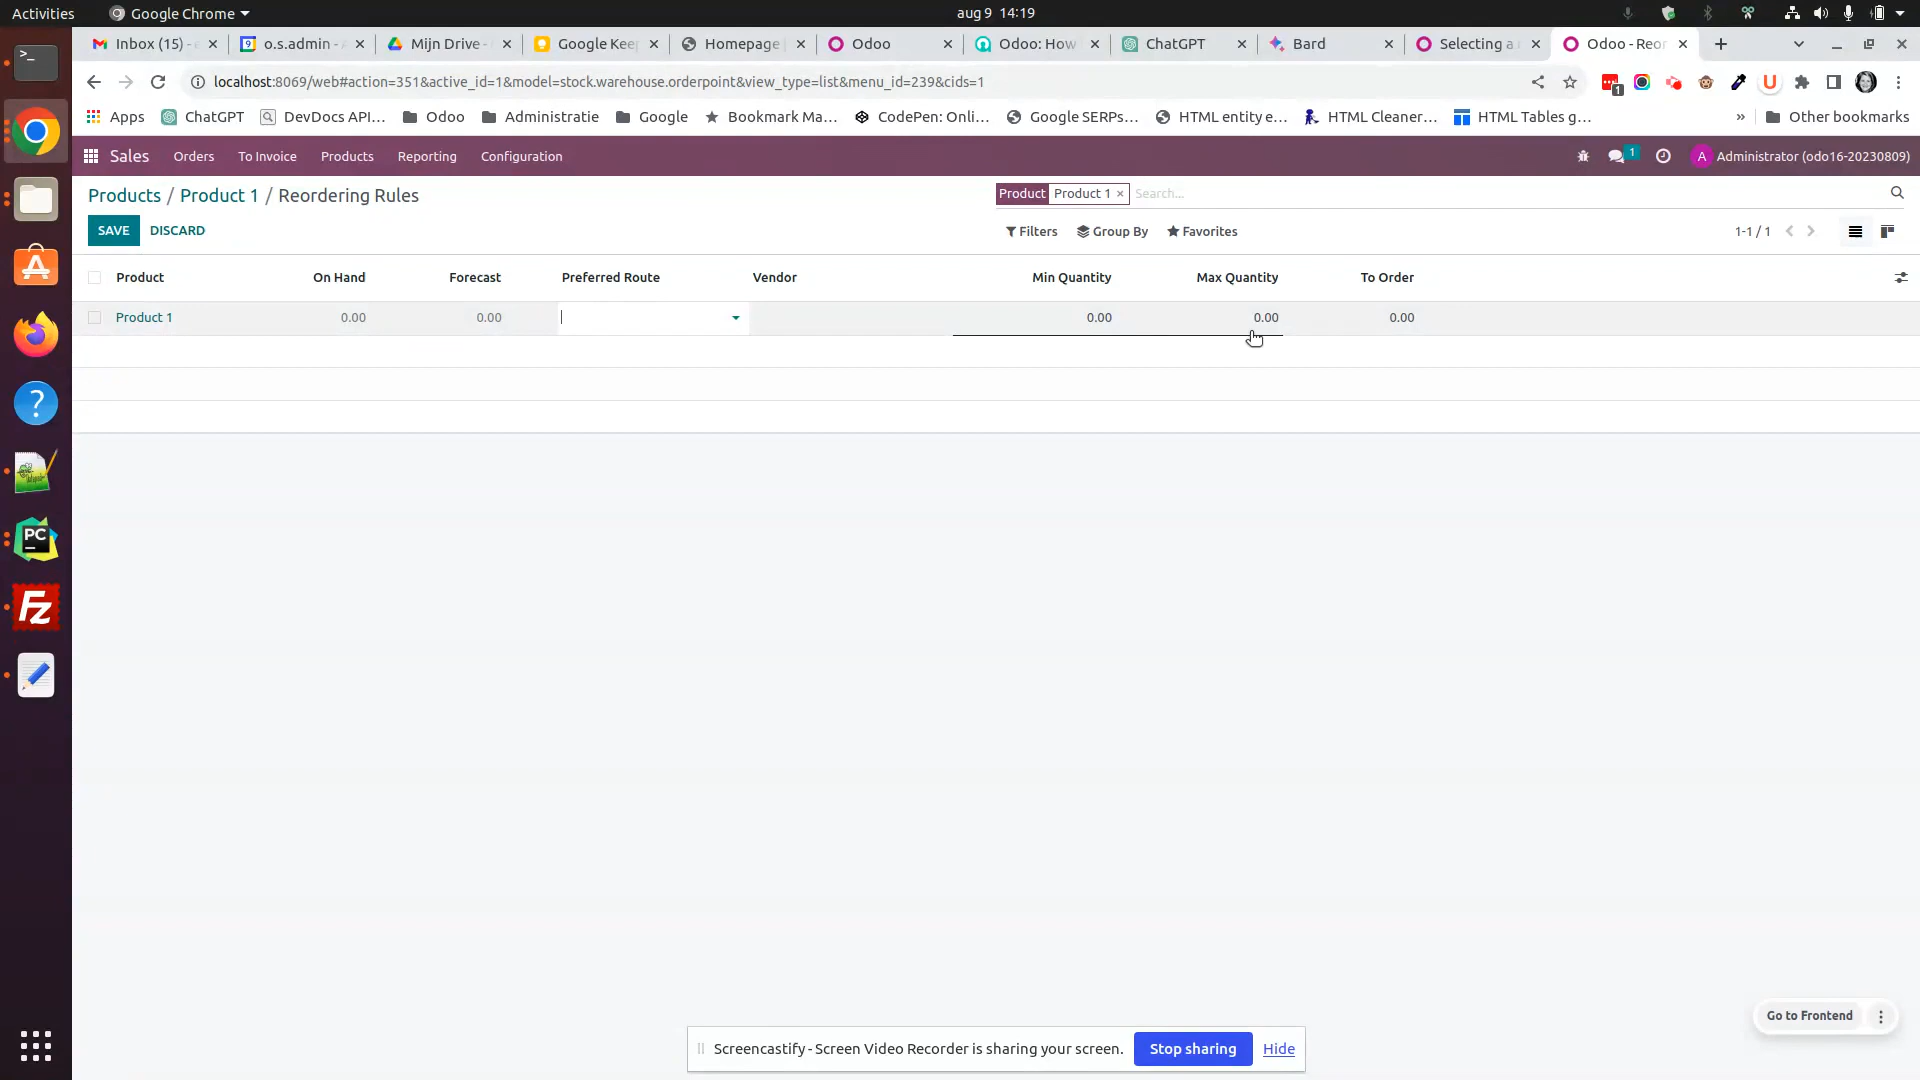 Activities
Google Chrome
aug 9 14:19
Inbox (15) - e
o.s.admin - A
Mijn Drive -
Google Kee
Homepage
Odoo
Odoo: How
ChatGPT
Bard
Selecting a
Odoo - Reor
localhost:8069/web#action=351&active_id=1&model=stock.warehouse.orderpoint&view_type=list&menu_id=239&cids=1
1
Apps
ChatGPT
DevDocs API...
Odoo
Administratie
Google
Bookmark Ma...
CodePen: Onli...
Google SERPs...
HTML entity e...
HTML Cleaner...
HTML Tables g...
»
Other bookmarks
Sales
Orders
To Invoice
Products
Reporting
Configuration
1
A
Administrator (odo16-20230809)
Products / Product 1 / Reordering Rules
Product
Product 1 ×
Search...
SAVE
DISCARD
Filters
Group By
Favorites
1-1 / 1
Product
On Hand
Forecast
Preferred Route
Vendor
Min Quantity
Max Quantity
To Order
Product 1
0.00
0.00
0.00
0.00
0.00
Go to Frontend
Screencastify - Screen Video Recorder is sharing your screen.
Stop sharing
Hide